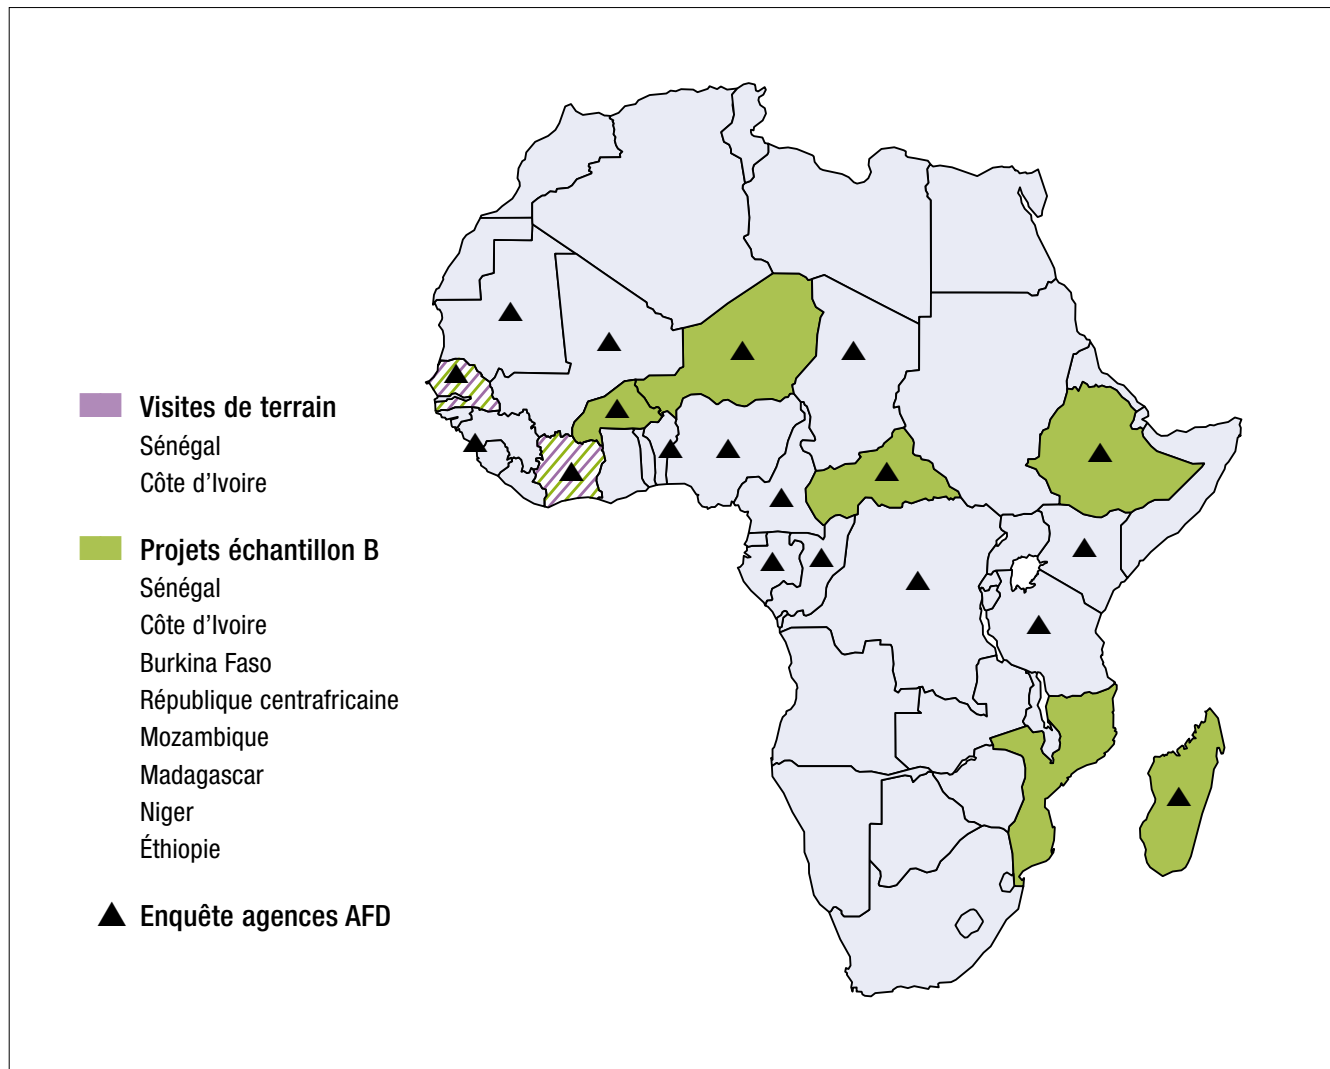 Visites de terrain
Sénégal
Côte d'Ivoire
Projets échantillon B
Sénégal
Côte d'Ivoire
Burkina Faso
République centrafricaine
Mozambique
Madagascar
Niger
Éthiopie
Enquête agences AFD